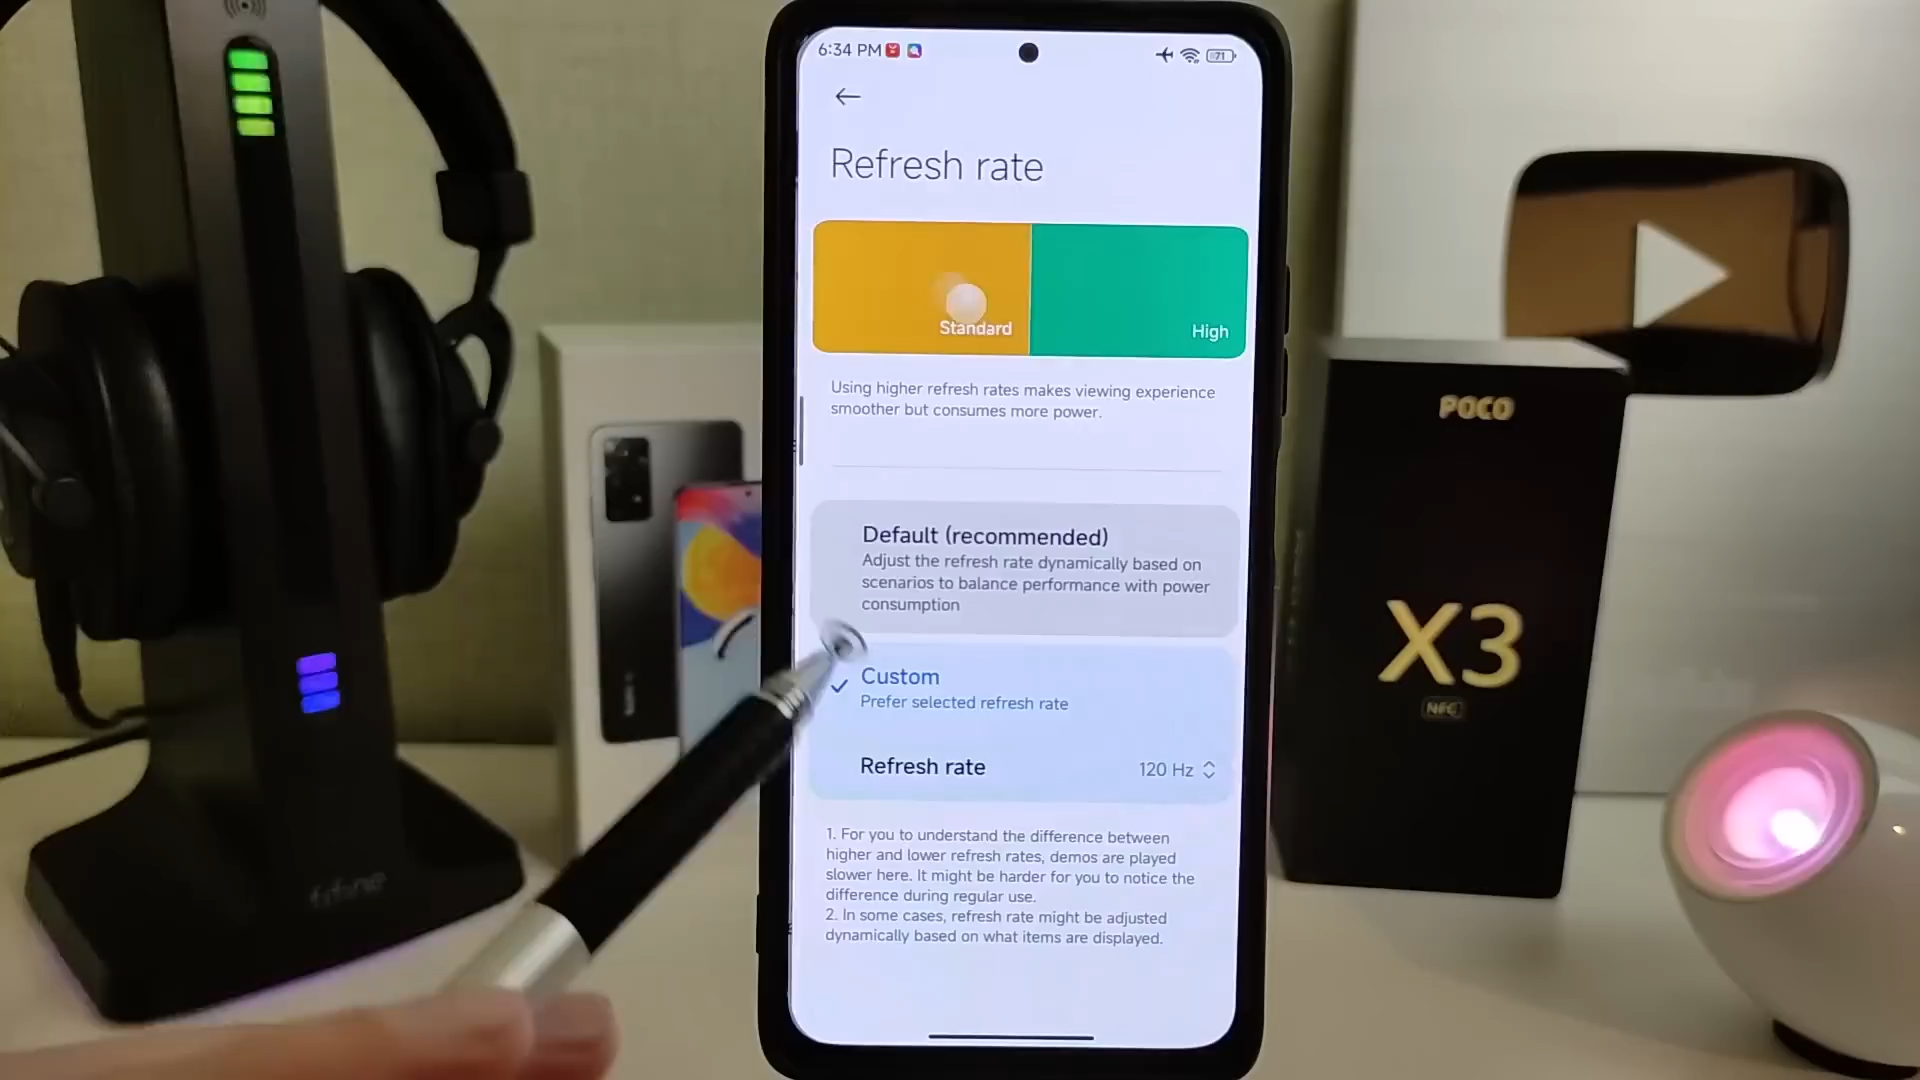 6:34 PM
71
Refresh rate
Standard
High
Using higher refresh rates makes viewing experience
smoother but consumes more power.
Default (recommended)
Adjust the refresh rate dynamically based on
scenarios to balance performance with power
consumption
Custom
Prefer selected refresh rate
Refresh rate
120 Hz
1. For you to understand the difference between
higher and lower refresh rates, demos are played
slower here. It might be harder for you to notice the
difference during regular use.
2. In some cases, refresh rate might be adjusted
dynamically based on what items are displayed.
POCO
X3
NFC
fifine